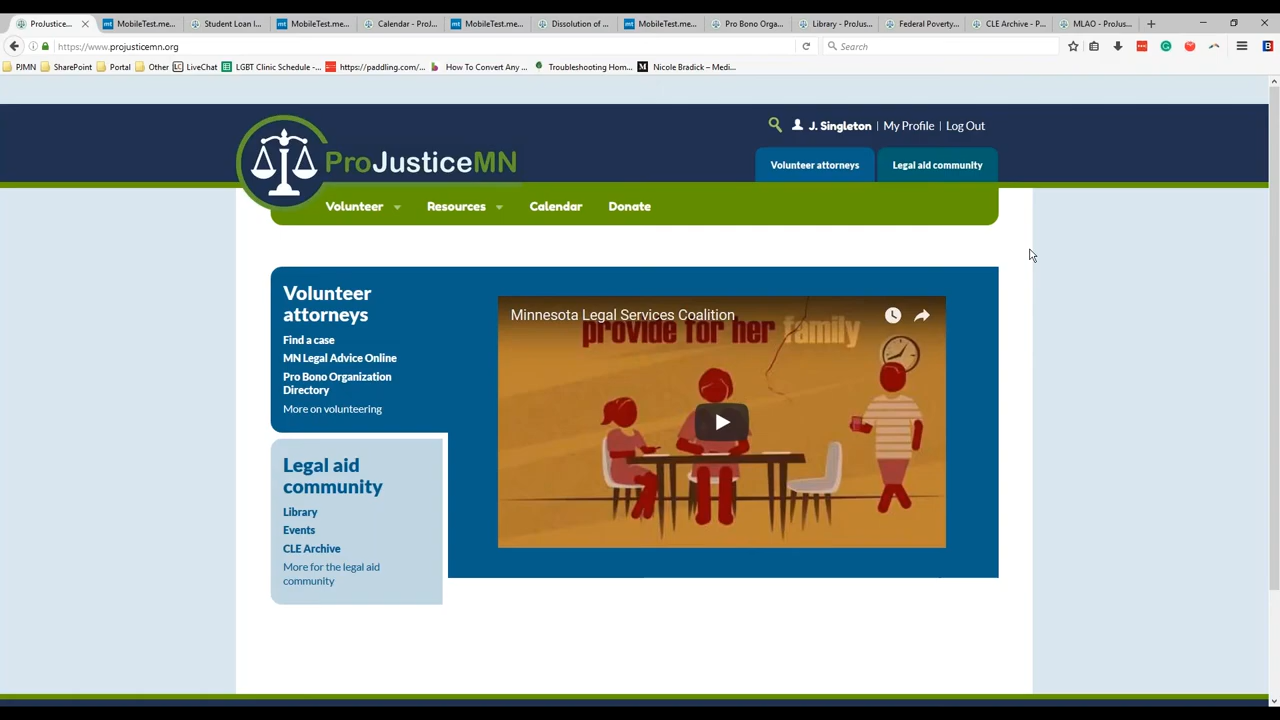 ProJustice...
MobileTest.me...
Student Loan I...
MobileTest.me...
Calendar - ProJ...
MobileTest.me...
Dissolution of ...
MobileTest.me...
Pro Bono Orga...
Library - ProJus...
Federal Poverty...
CLE Archive - P...
MLAO - ProJus...
https://www.projusticemn.org
Search
PJMN
SharePoint
Portal
Other
LiveChat
LGBT Clinic Schedule -...
https://paddling.com/...
How To Convert Any ...
Troubleshooting Hom...
Nicole Bradick – Medi...
J. Singleton | My Profile | Log Out
ProJusticeMN
Volunteer attorneys
Legal aid community
Volunteer
Resources
Calendar
Donate
Volunteer
attorneys
Find a case
MN Legal Advice Online
Pro Bono Organization
Directory
More on volunteering
Minnesota Legal Services Coalition
provide for her family
Legal aid
community
Library
Events
CLE Archive
More for the legal aid
community